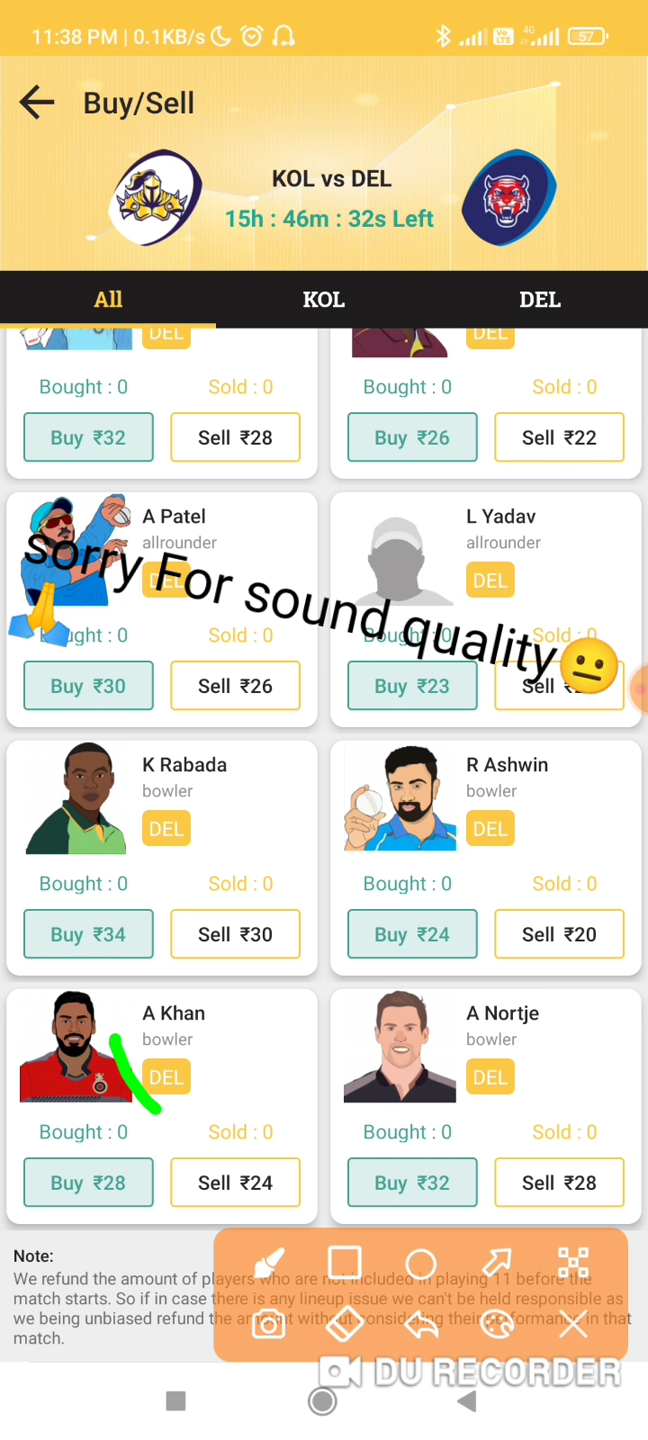 11:38 PM | 0.1KB/s
Vo LTE 4G 57
Buy/Sell
KOL vs DEL
15h : 46m : 32s Left
All KOL DEL
DEL DEL
Bought : 0 Sold : 0 Bought : 0 Sold : 0
Buy ₹32 Sell ₹28 Buy ₹26 Sell ₹22
A Patel L Yadav
allrounder allrounder
DEL DEL
sorry For sound quality😐
🙏
Bought : 0 Sold : 0 Bought : 0 Sold : 0
Buy ₹30 Sell ₹26 Buy ₹23 Sell
K Rabada R Ashwin
bowler bowler
DEL DEL
Bought : 0 Sold : 0 Bought : 0 Sold : 0
Buy ₹34 Sell ₹30 Buy ₹24 Sell ₹20
A Khan A Nortje
bowler bowler
DEL DEL
Bought : 0 Sold : 0 Bought : 0 Sold : 0
Buy ₹28 Sell ₹24 Buy ₹32 Sell ₹28
Note:
We refund the amount of players who are not included in playing 11 before the
match starts. So if in case there is any lineup issue we can't be held responsible as
we being unbiased refund the amount without considering their performance in that
match.
DU RECORDER